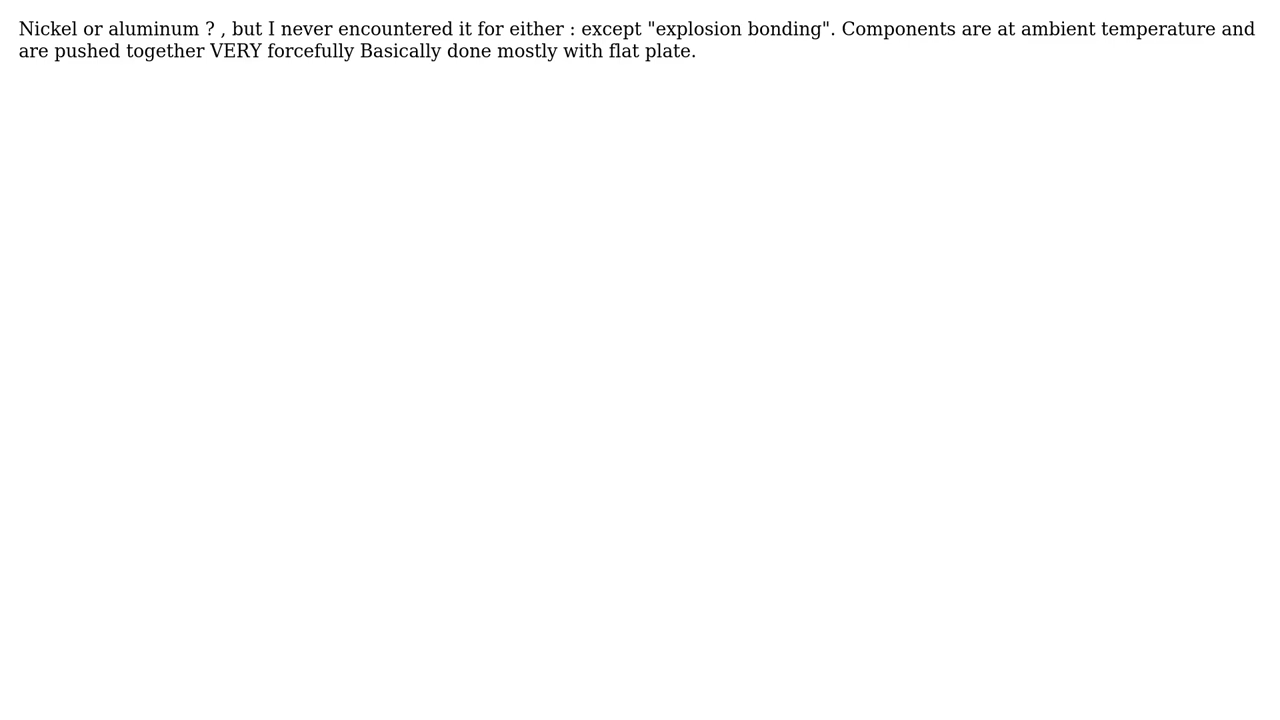 Nickel or aluminum ? , but I never encountered it for either : except "explosion bonding". Components are at ambient temperature and
are pushed together VERY forcefully Basically done mostly with flat plate.